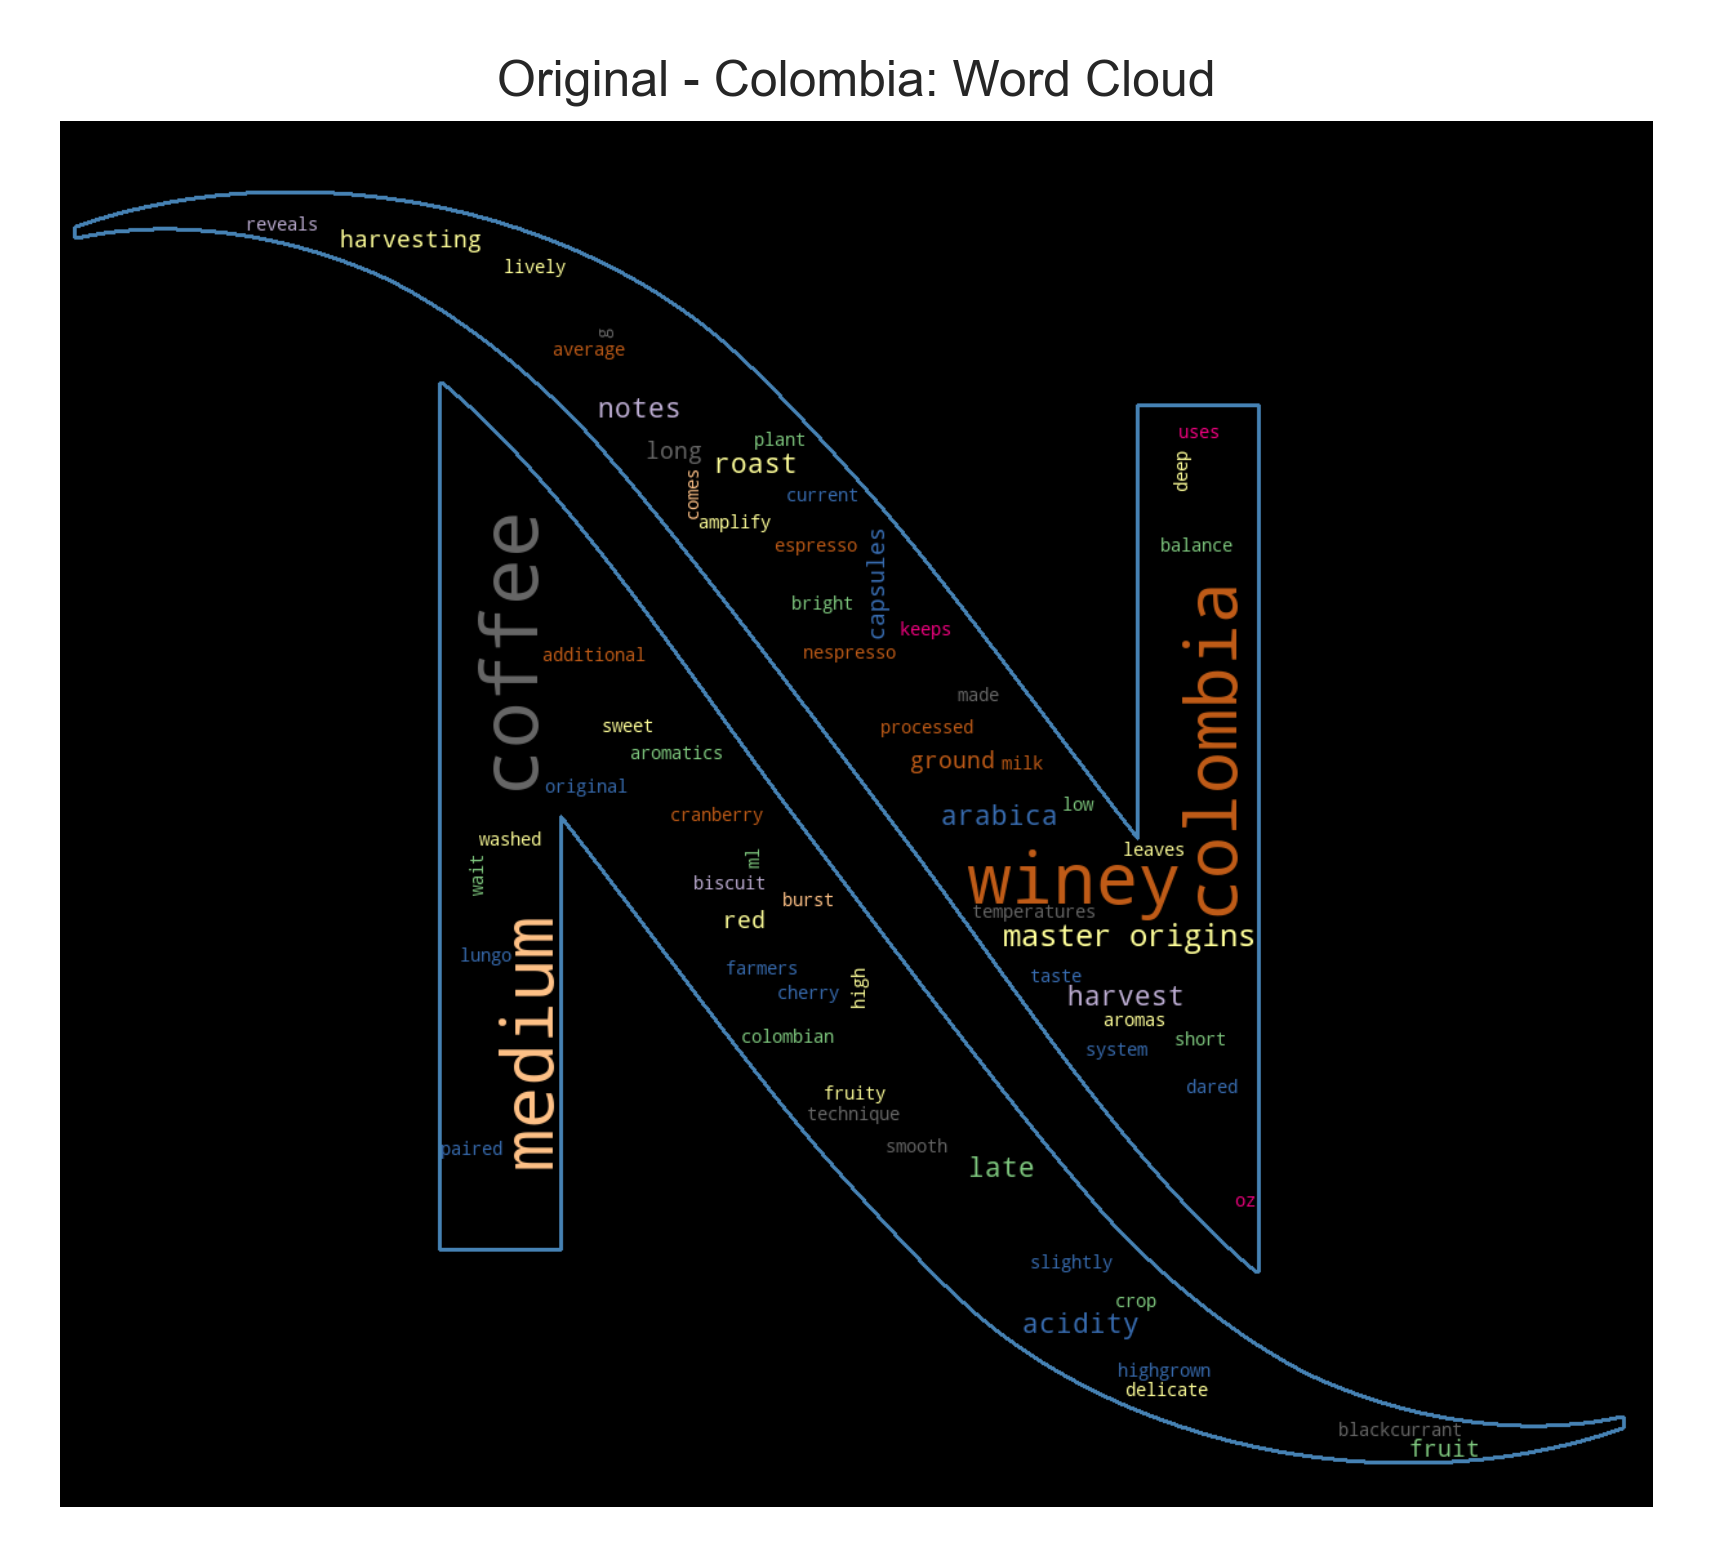 Original - Colombia: Word Cloud
reveals
harvesting
lively
g
average
notes
plant
long
roast
comes
current
amplify
espresso
capsules
bright
keeps
nespresso
made
processed
ground
milk
arabica
low
leaves
winey
temperatures
master origins
taste
harvest
aromas
short
system
dared
oz
uses
deep
balance
colombia
coffee
additional
sweet
aromatics
original
cranberry
washed
wait
ml
biscuit
burst
red
medium
lungo
farmers
cherry
high
colombian
fruity
technique
paired
smooth
late
slightly
crop
acidity
highgrown
delicate
blackcurrant
fruit